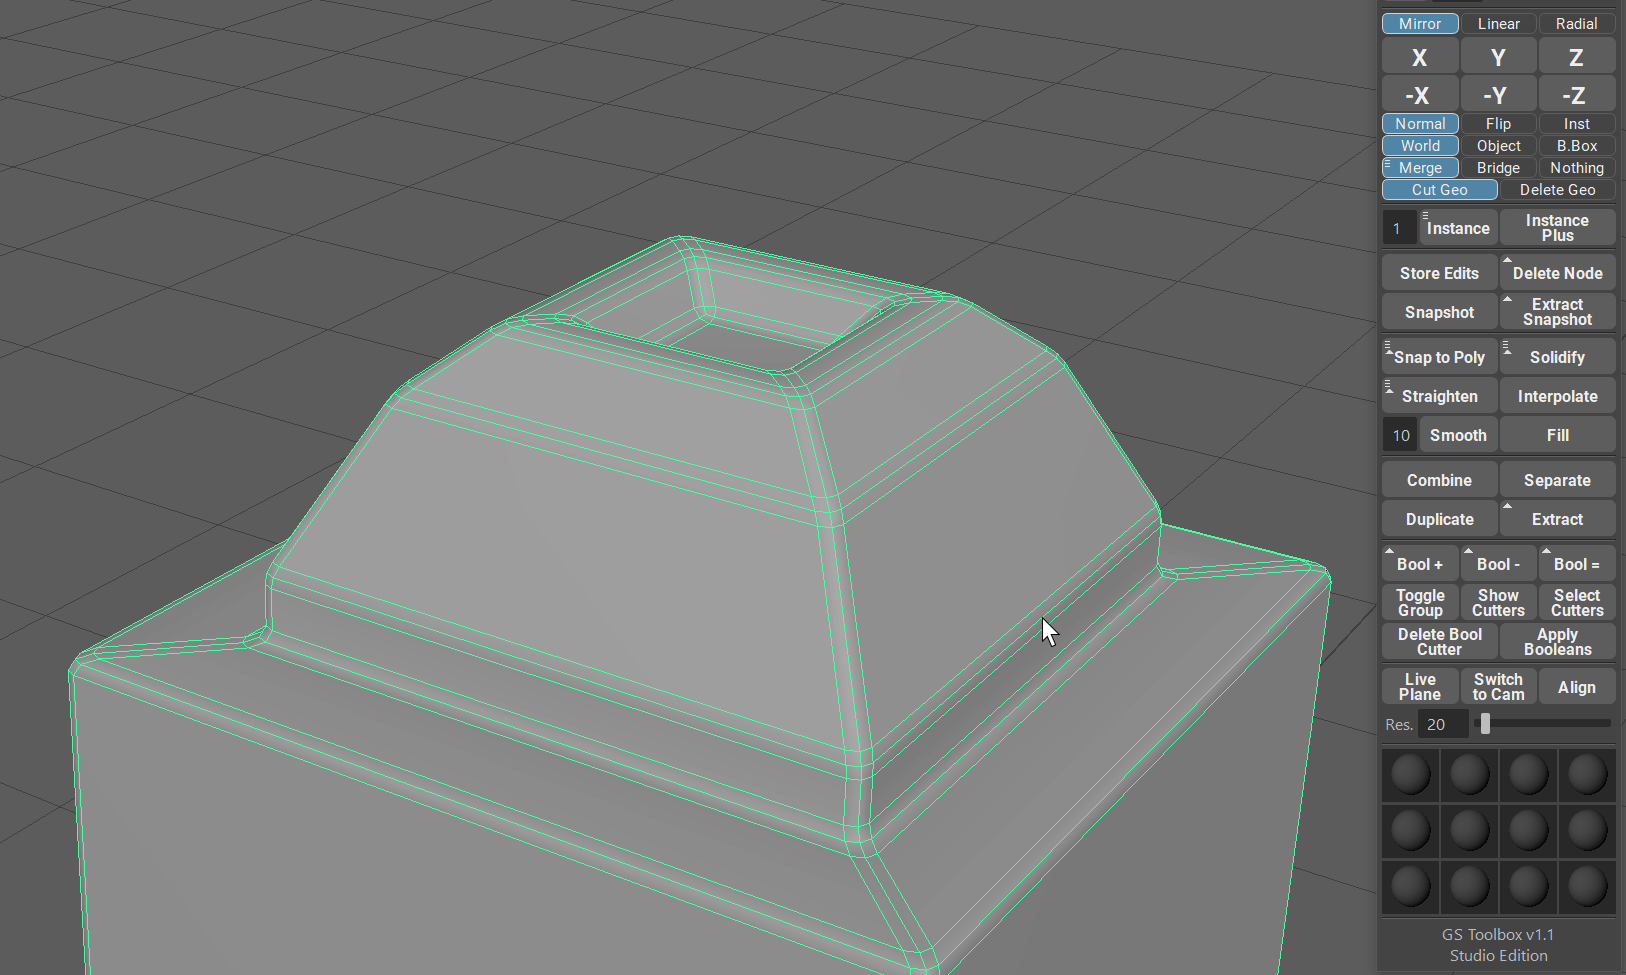 Mirror Linear Radial
X Y Z
-X -Y -Z
Normal Flip Inst
World Object B.Box
Merge Bridge Nothing
Cut Geo Delete Geo
1 Instance Instance
Plus
Store Edits Delete Node
Snapshot Extract
Snapshot
Snap to Poly Solidify
Straighten Interpolate
10 Smooth Fill
Combine Separate
Duplicate Extract
Bool + Bool - Bool =
Toggle Show Select
Group Cutters Cutters
Delete Bool Apply
Cutter Booleans
Live Switch Align
Plane to Cam
Res. 20
GS Toolbox v1.1
Studio Edition